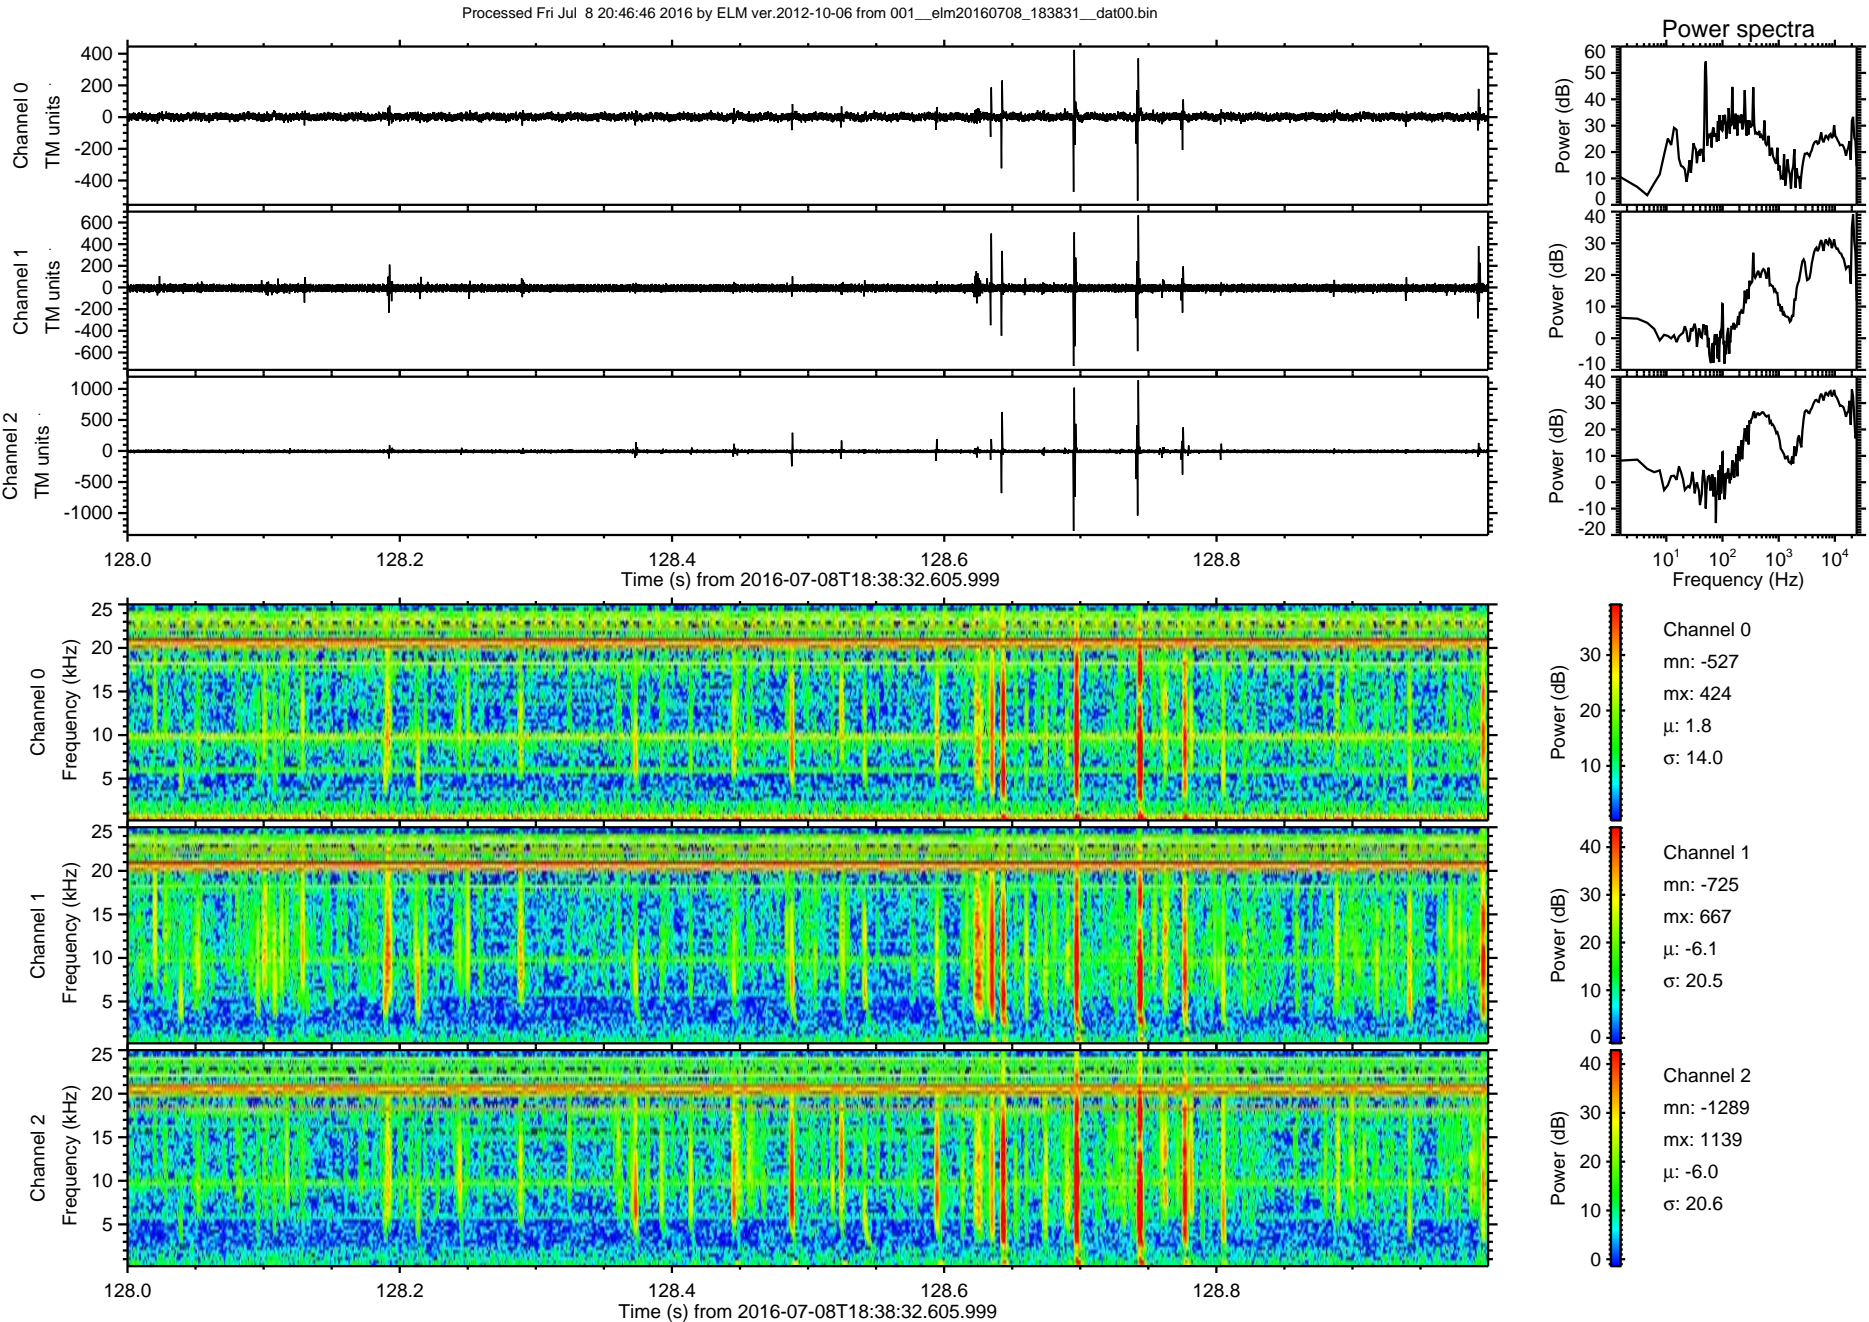 Processed Fri Jul 8 20:46:46 2016 by ELM ver.2012-10-06 from 001__elm20160708_183831__dat00.bin
Power spectra
Channel 0
TM units
400
200
0
-200
-400
Power (dB)
60
50
40
30
20
10
0
Channel 1
TM units
600
400
200
0
-200
-400
-600
Power (dB)
40
30
20
10
0
-10
Channel 2
TM units
1000
500
0
-500
-1000
Power (dB)
40
30
20
10
0
-10
-20
128.0 128.2 128.4 128.6 128.8
Time (s) from 2016-07-08T18:38:32.605.999
10^1 10^2 10^3 10^4
Frequency (Hz)
Channel 0
Frequency (kHz)
25
20
15
10
5
Power (dB)
30
20
10
Channel 0
mn: -527
mx: 424
μ: 1.8
σ: 14.0
Channel 1
Frequency (kHz)
25
20
15
10
5
Power (dB)
40
30
20
10
0
Channel 1
mn: -725
mx: 667
μ: -6.1
σ: 20.5
Channel 2
Frequency (kHz)
25
20
15
10
5
Power (dB)
40
30
20
10
0
Channel 2
mn: -1289
mx: 1139
μ: -6.0
σ: 20.6
128.0 128.2 128.4 128.6 128.8
Time (s) from 2016-07-08T18:38:32.605.999